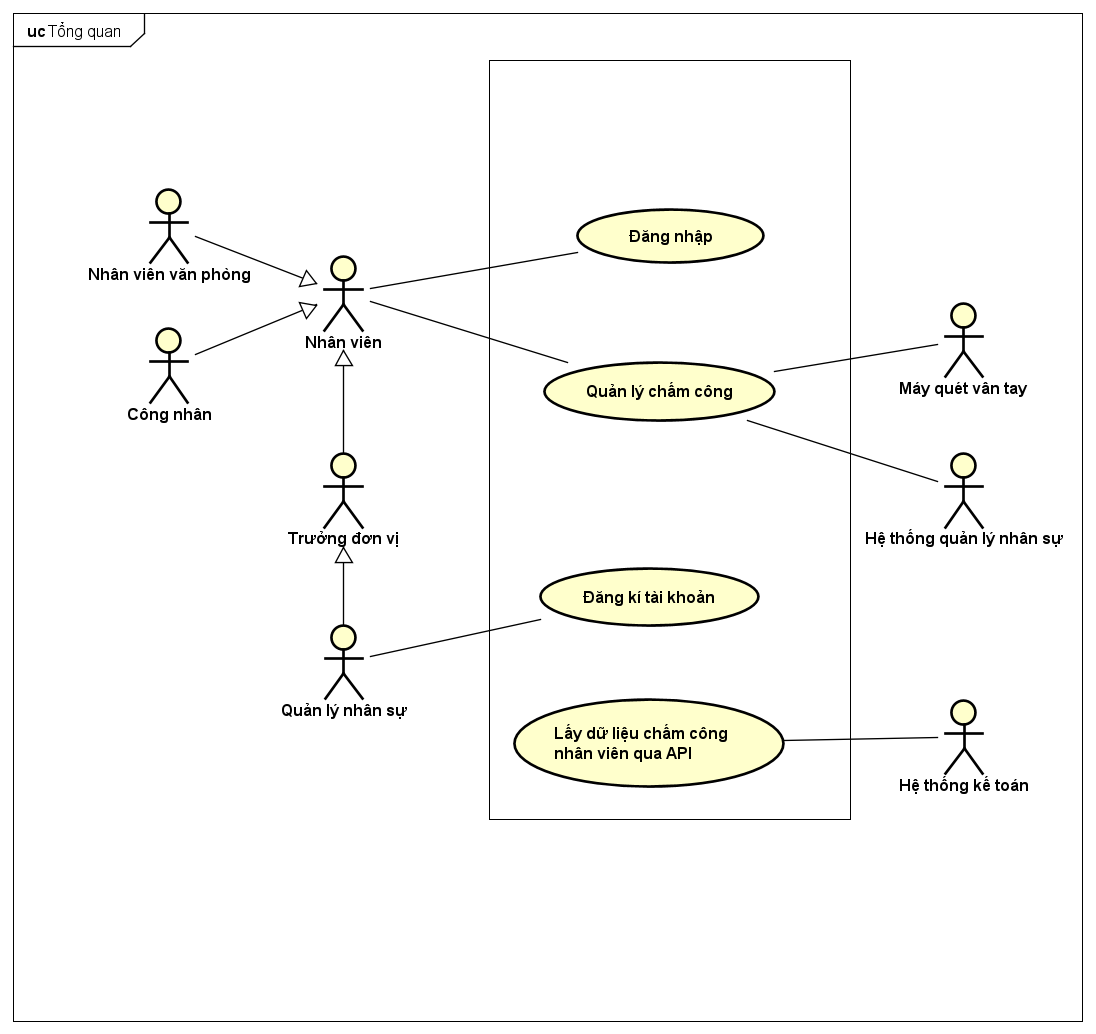 uc Tổng quan
Nhân viên văn phòng
Công nhân
Nhân viên
Trưởng đơn vị
Quản lý nhân sự
Đăng nhập
Quản lý chấm công
Đăng kí tài khoản
Lấy dữ liệu chấm công
nhân viên qua API
Máy quét vân tay
Hệ thống quản lý nhân sự
Hệ thống kế toán